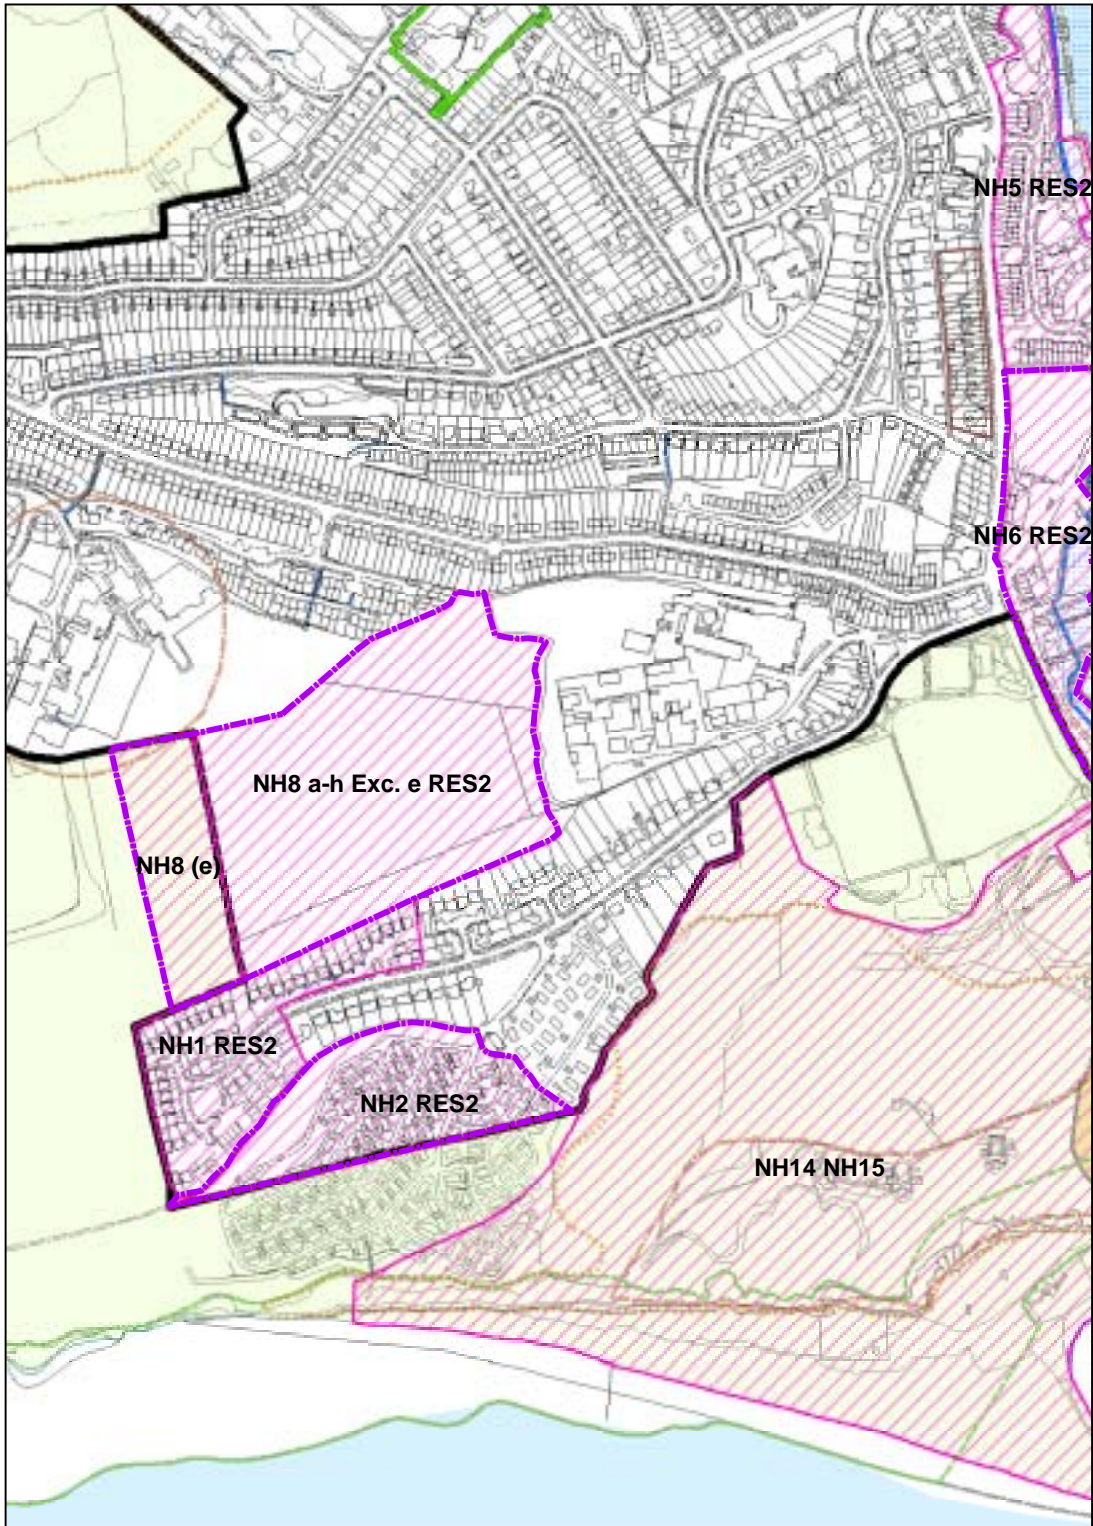 NH5 RES2
NH6 RES2
NH8 a-h Exc. e RES2
NH8 (e)
NH1 RES2
NH2 RES2
NH14 NH15